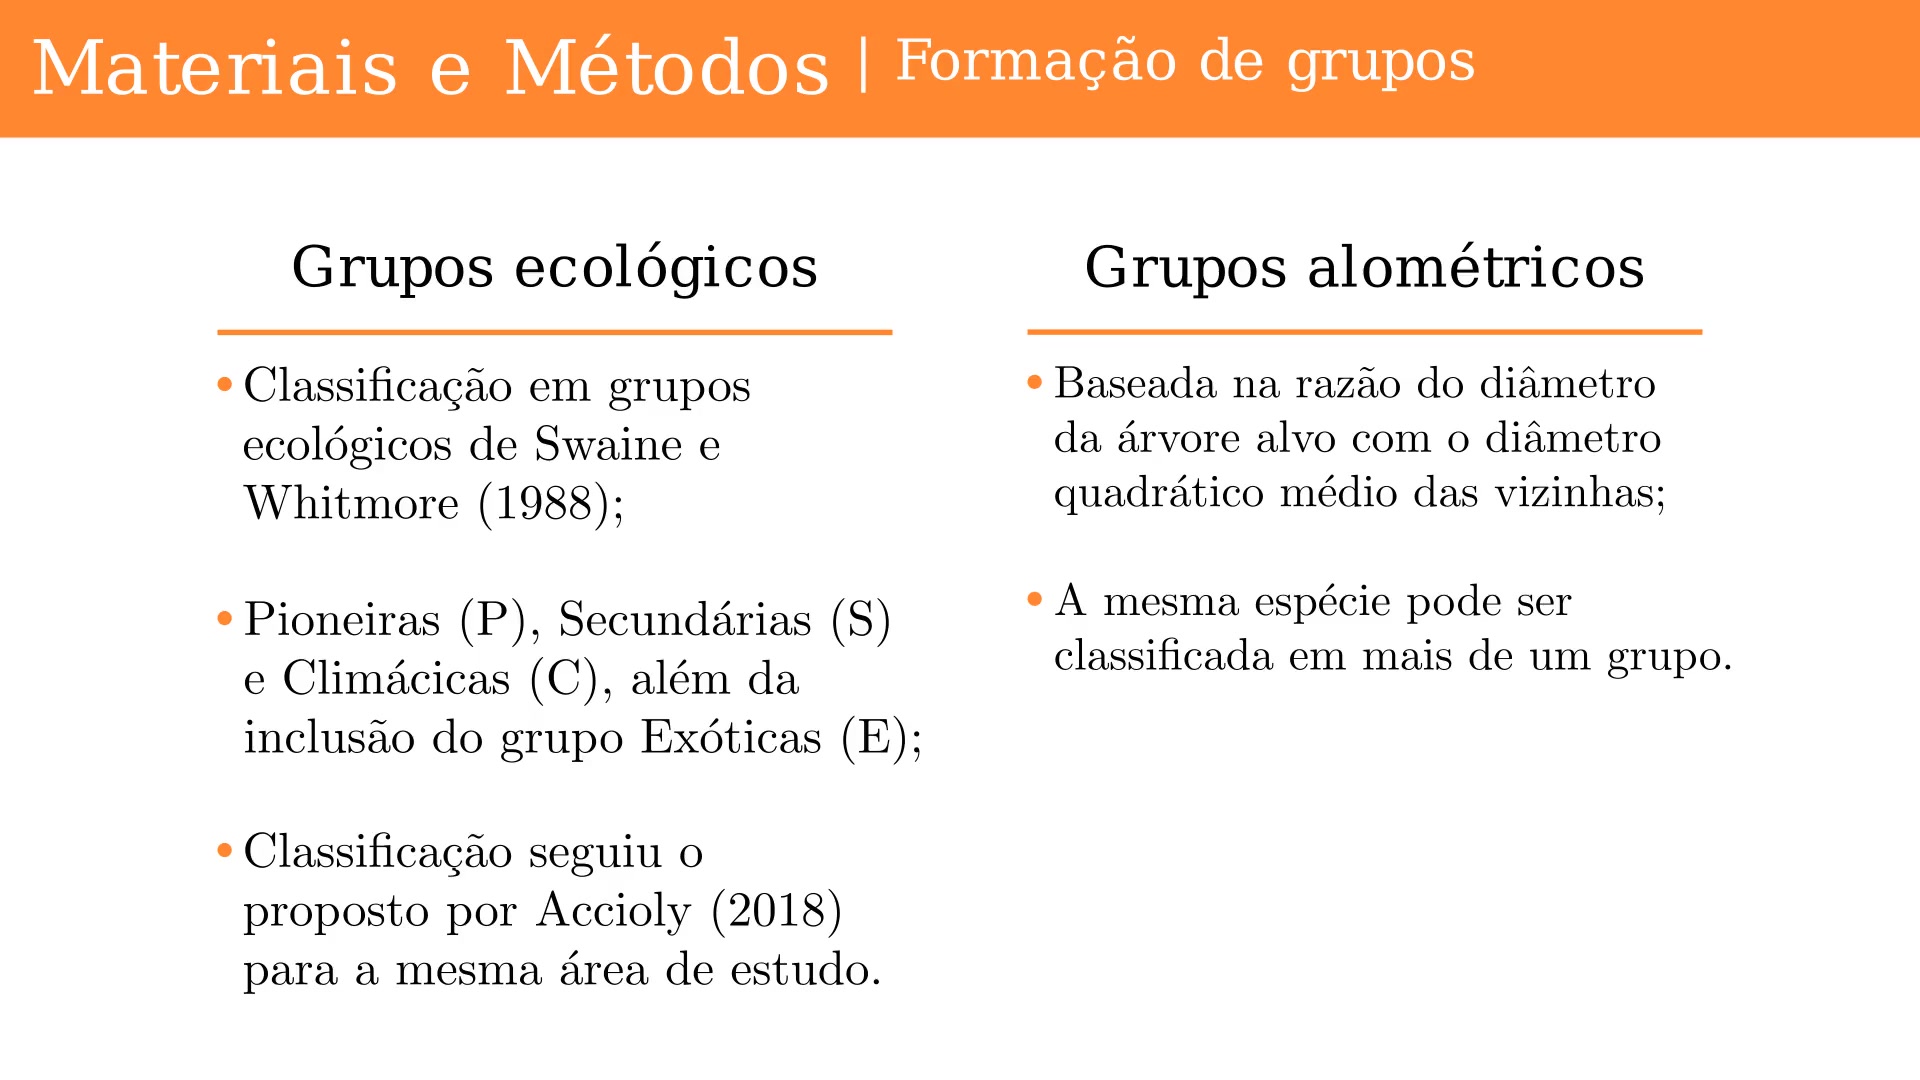 Materiais e Métodos | Formação de grupos
Grupos ecológicos
• Classificação em grupos
ecológicos de Swaine e
Whitmore (1988);
• Pioneiras (P), Secundárias (S)
e Climácicas (C), além da
inclusão do grupo Exóticas (E);
• Classificação seguiu o
proposto por Accioly (2018)
para a mesma área de estudo.
Grupos alométricos
• Baseada na razão do diâmetro
da árvore alvo com o diâmetro
quadrático médio das vizinhas;
• A mesma espécie pode ser
classificada em mais de um grupo.